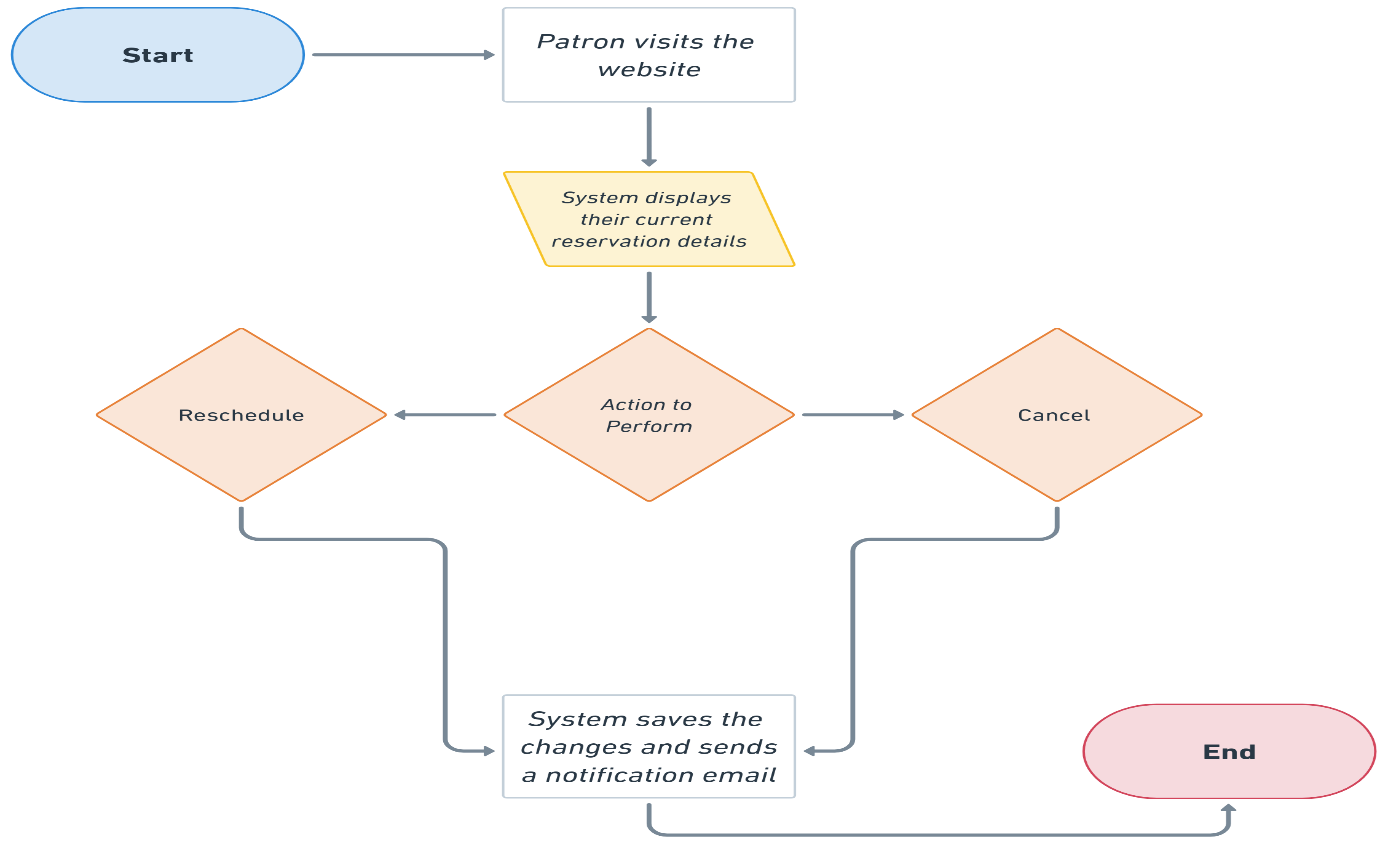 Start
Patron visits the
website
System displays
their current
reservation details
Reschedule
Action to
Perform
Cancel
System saves the
changes and sends
a notification email
End